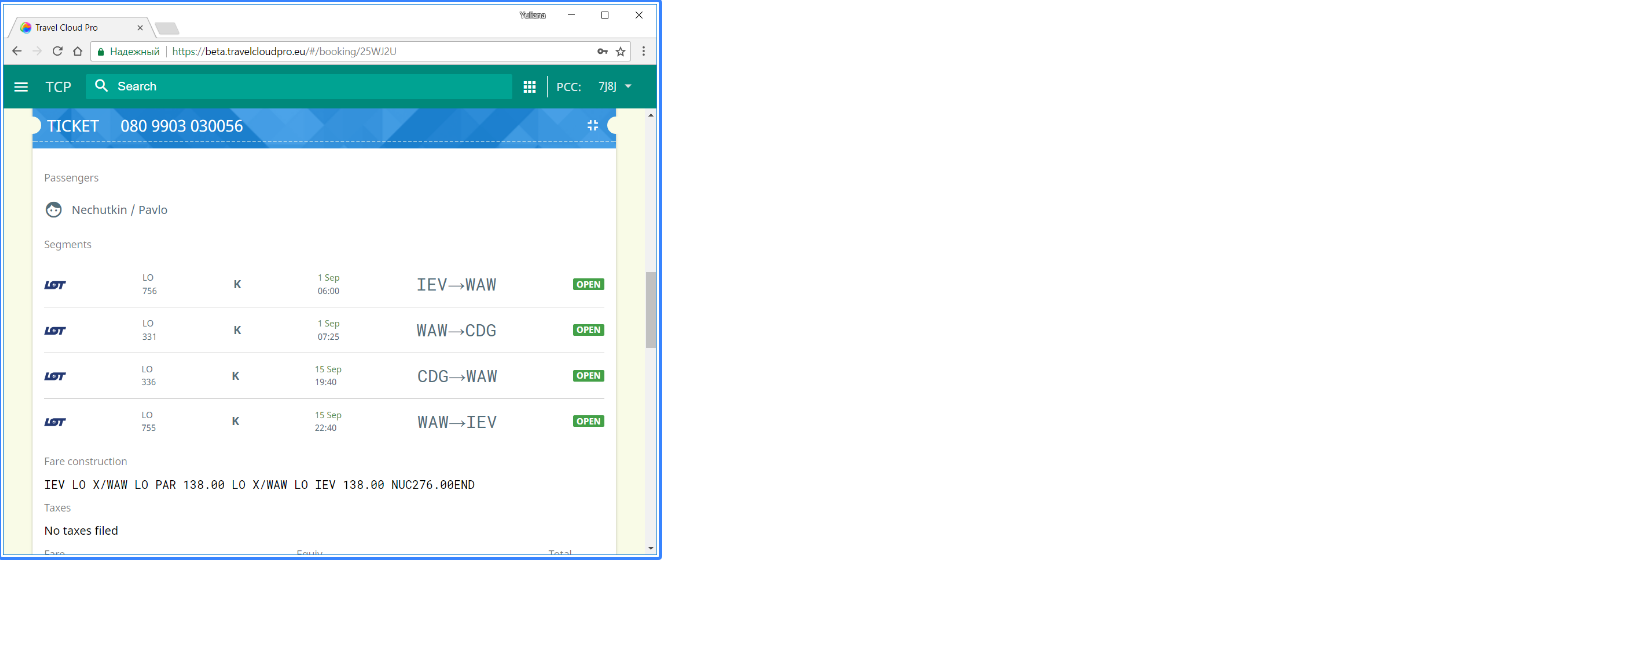 Yuliana
Travel Cloud Pro
Надежный https://beta.travelcloudpro.eu/#/booking/25WJ2U
TCP Search PCC: 7J8J
TICKET 080 9903 030056
Passengers
Nechutkin / Pavlo
Segments
LOT LO 756 K 1 Sep 06:00 IEV→WAW OPEN
LOT LO 331 K 1 Sep 07:25 WAW→CDG OPEN
LOT LO 336 K 15 Sep 19:40 CDG→WAW OPEN
LOT LO 755 K 15 Sep 22:40 WAW→IEV OPEN
Fare construction
IEV LO X/WAW LO PAR 138.00 LO X/WAW LO IEV 138.00 NUC276.00END
Taxes
No taxes filed
Fare Equiv Total